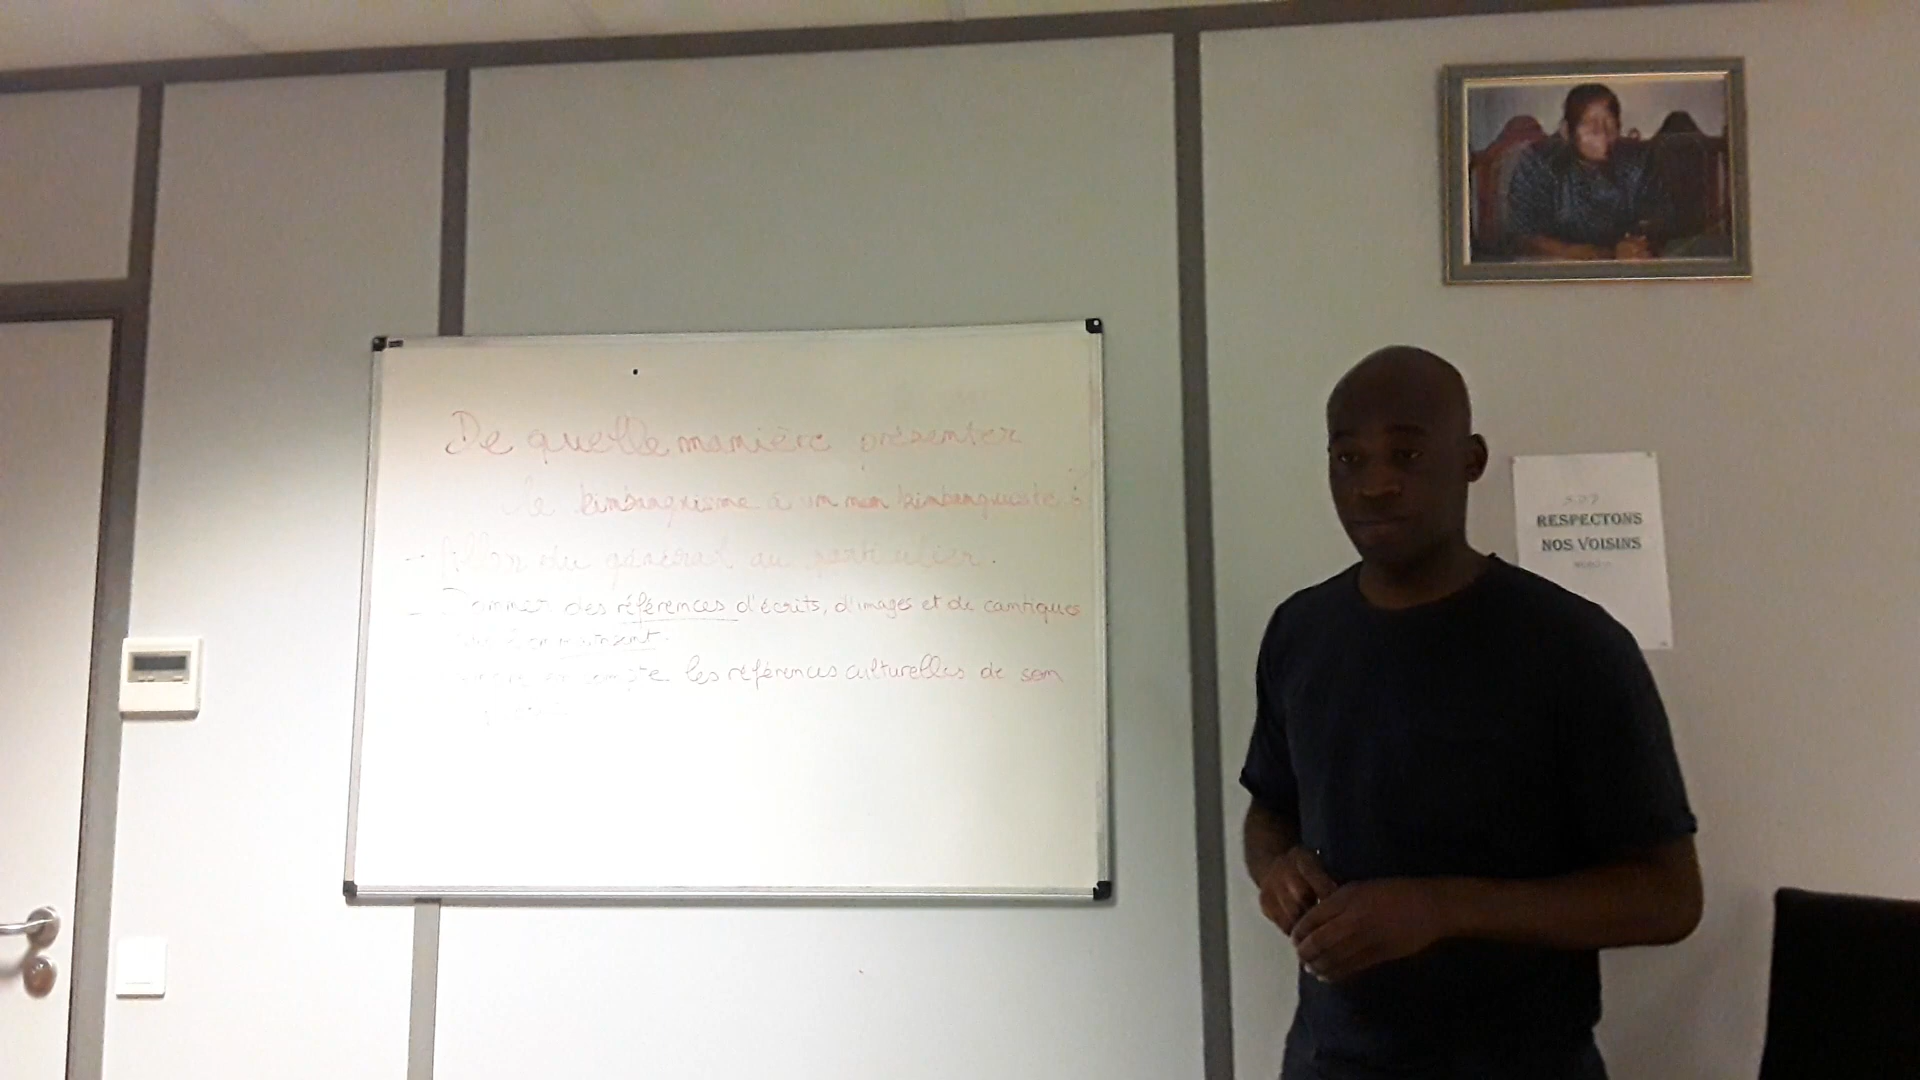 De quelle manière présenter
le kimbanguisme à un non kimbanguiste :
- Aller du général au particulier.
- Donner des références d'écrits, d'images et de cantiques
les références culturelles de son
RESPECTONS
NOS VOISINS